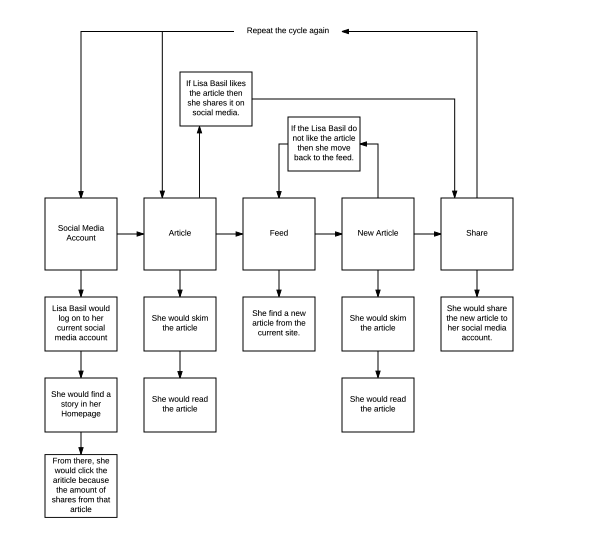 Repeat the cycle again
If Lisa Basil likes
the article then
she shares it on
social media.
If the Lisa Basil do
not like the article
then she move
back to the feed.
Social Media
Account
Article
Feed
New Article
Share
Lisa Basil would
log on to her
current social
media account
She would skim
the article
She find a new
article from the
current site.
She would skim
the article
She would share
the new article to
her social media
account.
She would find a
story in her
Homepage
She would read
the article
She would read
the article
From there, she
would click the
ariticle because
the amount of
shares from that
article